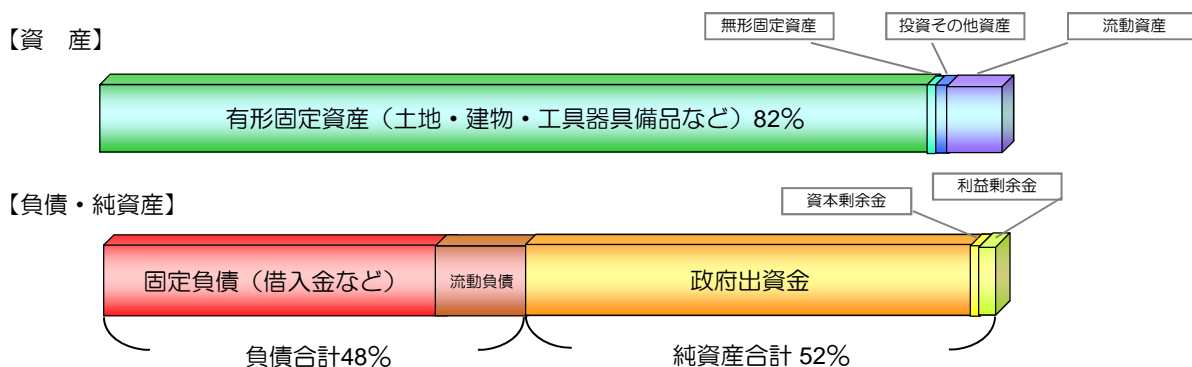 無形固定資産
投資その他資産
流動資産
【資　産】
有形固定資産（土地・建物・工具器具備品など）82％
利益剰余金
資本剰余金
【負債・純資産】
固定負債（借入金など）
流動負債
政府出資金
負債合計48％
純資産合計 52％